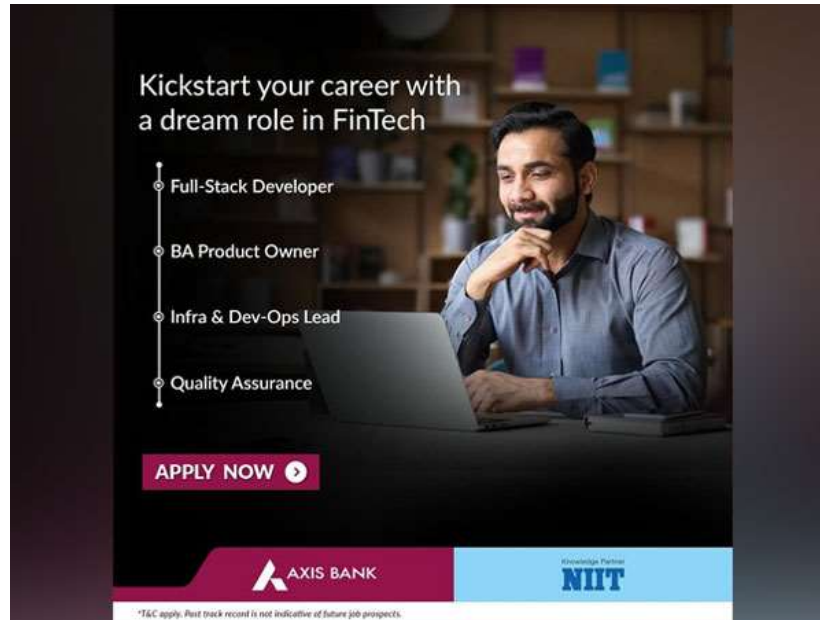 Kickstart your career with
a dream role in FinTech
Full-Stack Developer
BA Product Owner
Infra & Dev-Ops Lead
Quality Assurance
APPLY NOW
AXIS BANK
Knowledge Partner
NIIT
*T&C apply. Past track record is not indicative of future job prospects.